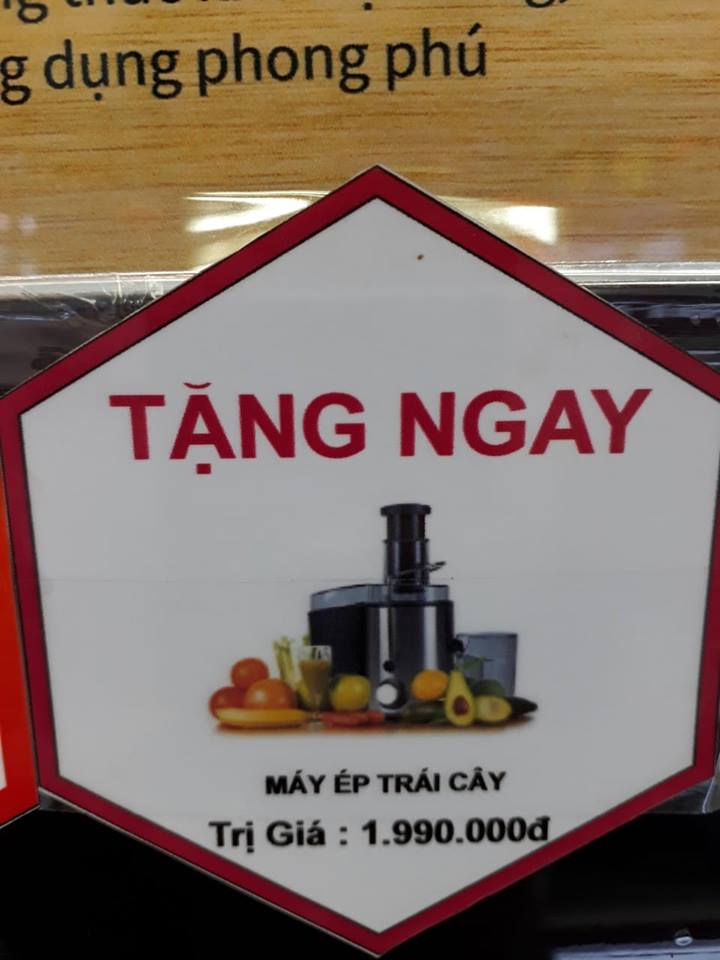 dụng phong phú
TẶNG NGAY
MÁY ÉP TRÁI CÂY
Trị Giá : 1.990.000đ